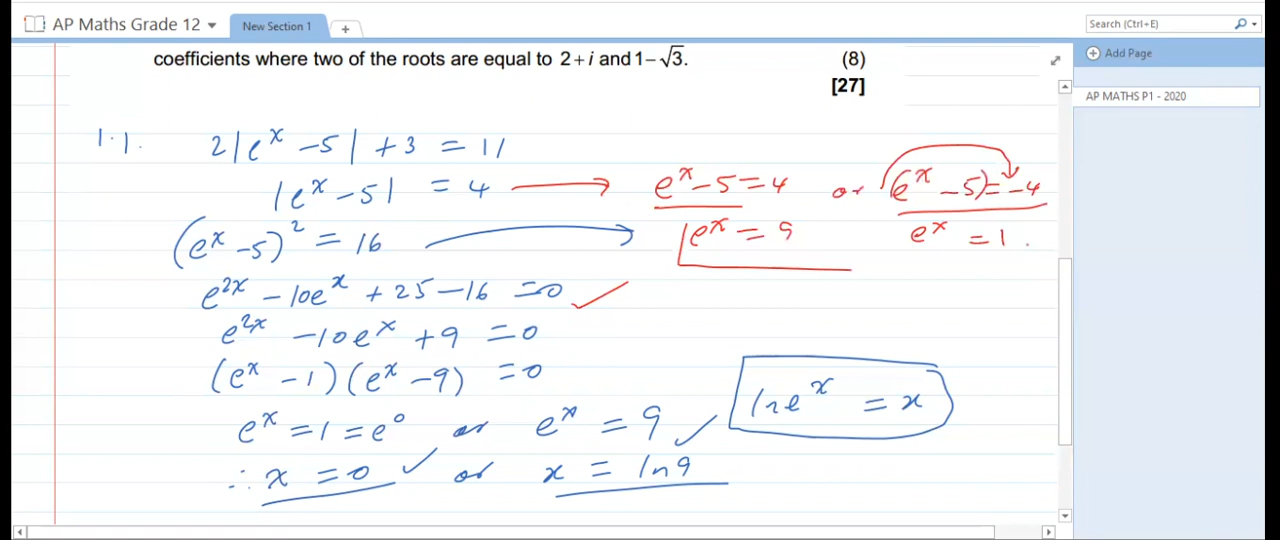 AP Maths Grade 12
New Section 1
Search (Ctrl+E)
Add Page
AP MATHS P1 - 2020
coefficients where two of the roots are equal to 2+i and 1−√3. (8)
[27]
1.1. 2|e^x −5| +3 = 11
|e^x −5| = 4 → e^x −5 = 4 or (e^x −5) = −4
(e^x −5)^2 = 16 → |e^x = 9 e^x = 1.
e^2x − 10e^x + 25 −16 = 0 ✓
e^2x − 10e^x + 9 = 0
(e^x − 1)(e^x − 9) = 0
ln e^x = x
e^x = 1 = e^0 or e^x = 9 ✓
∴ x = 0 ✓ or x = ln 9